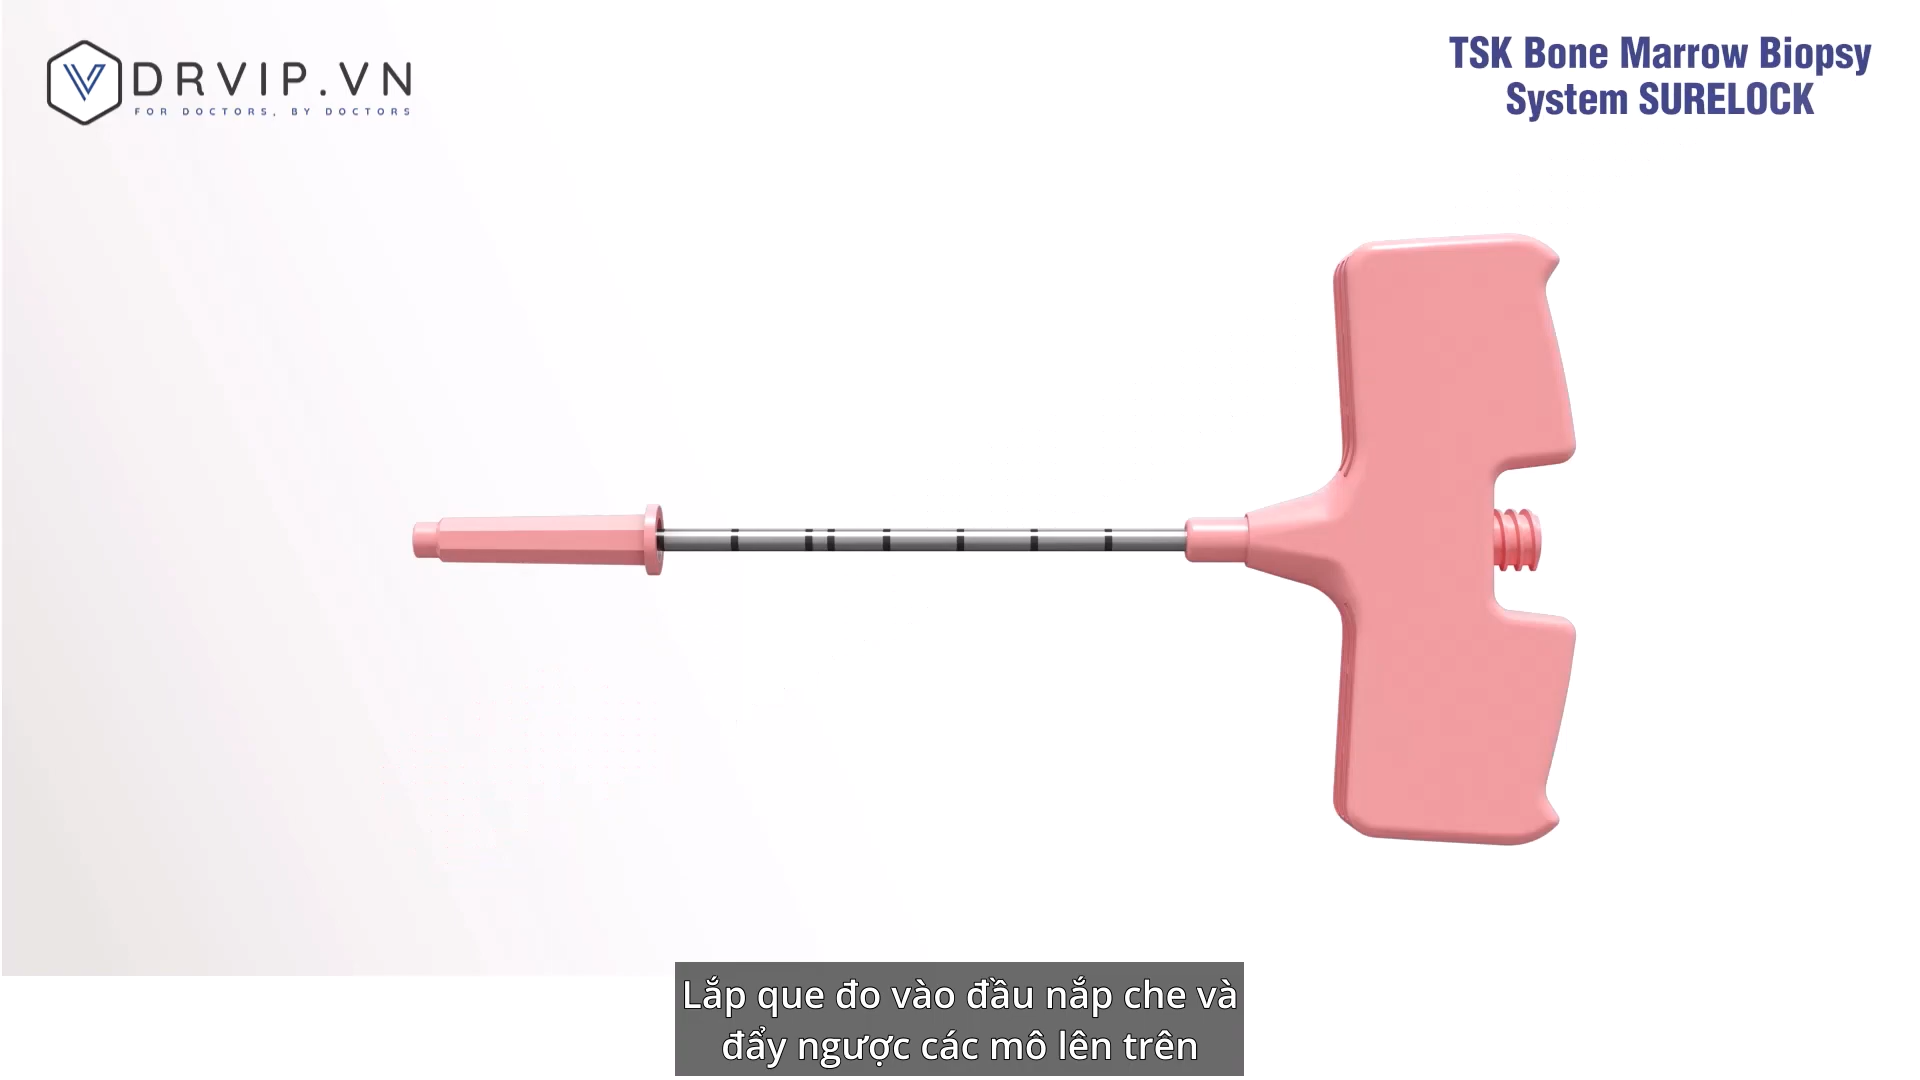 DRVIP.VN
FOR DOCTORS, BY DOCTORS
TSK Bone Marrow Biopsy
System SURELOCK
Lắp que đo vào đầu nắp che và
đẩy ngược các mô lên trên